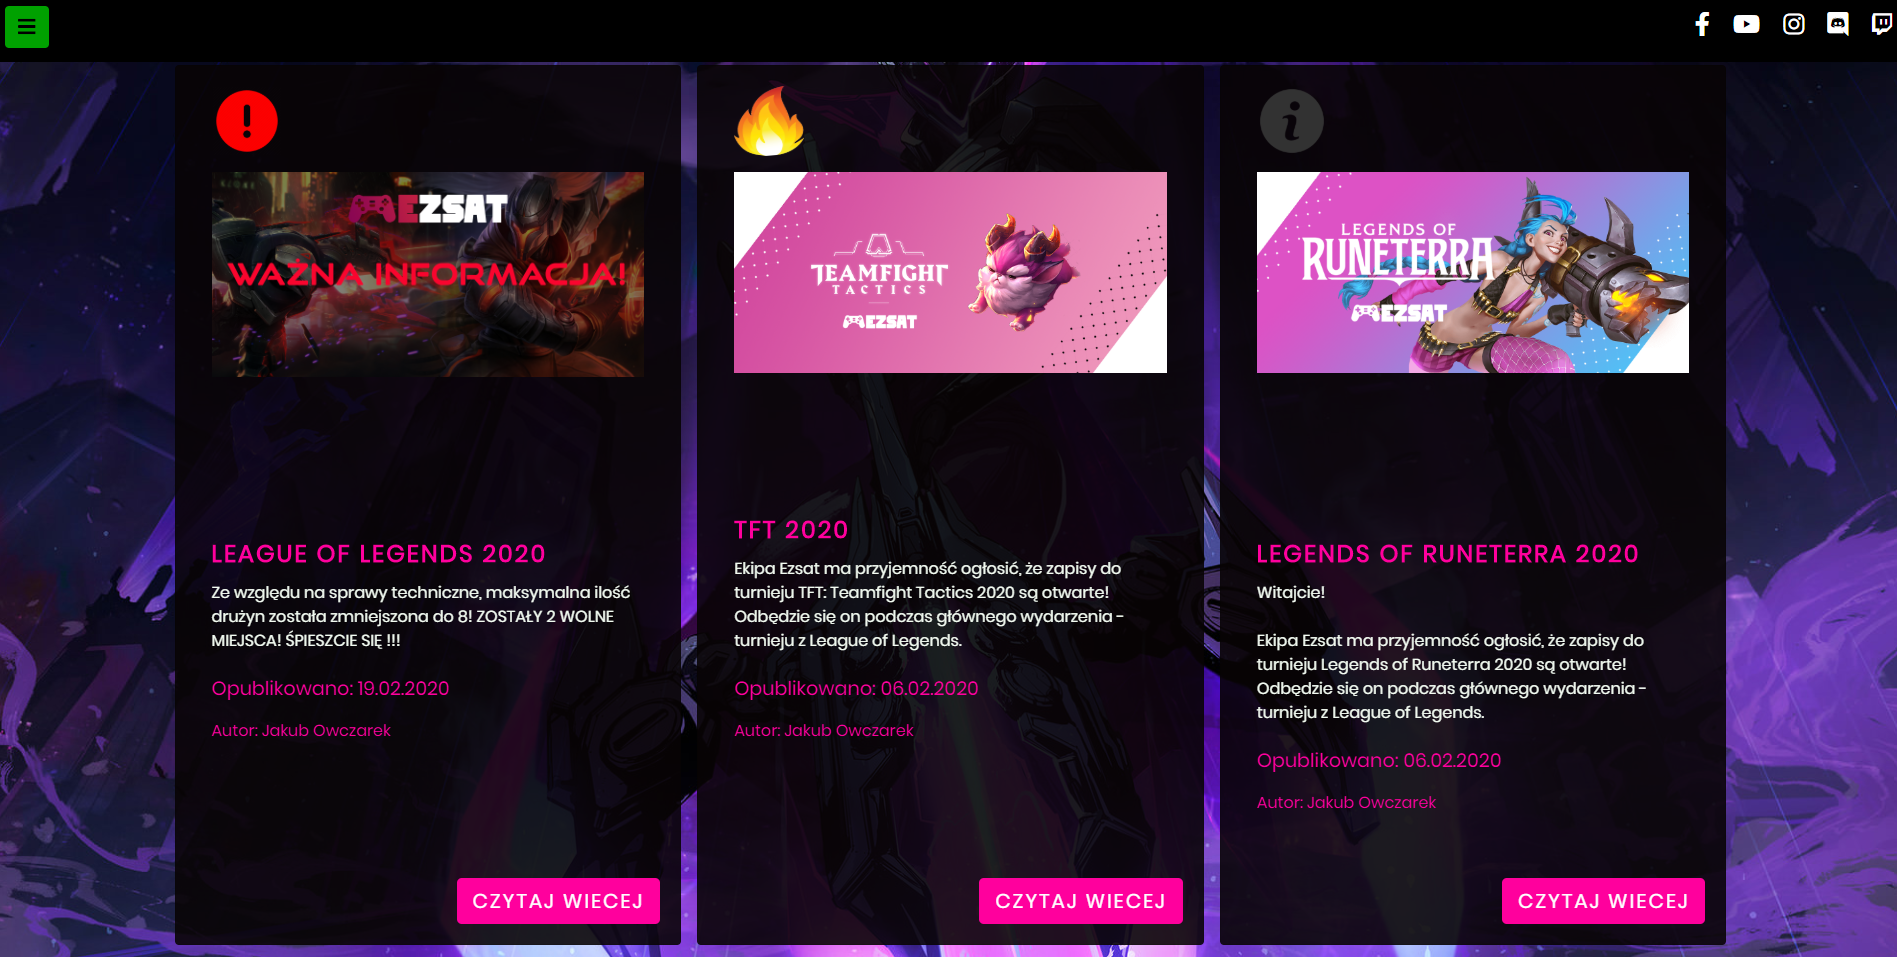 EZSAT
WAŻNA INFORMACJA!
LEAGUE OF LEGENDS 2020
Ze względu na sprawy techniczne, maksymalna ilość
drużyn została zmniejszona do 8! ZOSTAŁY 2 WOLNE
MIEJSCA! ŚPIESZCIE SIĘ !!!
Opublikowano: 19.02.2020
Autor: Jakub Owczarek
CZYTAJ WIECEJ
TEAMFIGHT
TACTICS
EZSAT
TFT 2020
Ekipa Ezsat ma przyjemność ogłosić, że zapisy do
turnieju TFT: Teamfight Tactics 2020 są otwarte!
Odbędzie się on podczas głównego wydarzenia -
turnieju z League of Legends.
Opublikowano: 06.02.2020
Autor: Jakub Owczarek
CZYTAJ WIECEJ
LEGENDS OF
RUNETERRA
EZSAT
LEGENDS OF RUNETERRA 2020
Witajcie!
Ekipa Ezsat ma przyjemność ogłosić, że zapisy do
turnieju Legends of Runeterra 2020 są otwarte!
Odbędzie się on podczas głównego wydarzenia -
turnieju z League of Legends.
Opublikowano: 06.02.2020
Autor: Jakub Owczarek
CZYTAJ WIECEJ